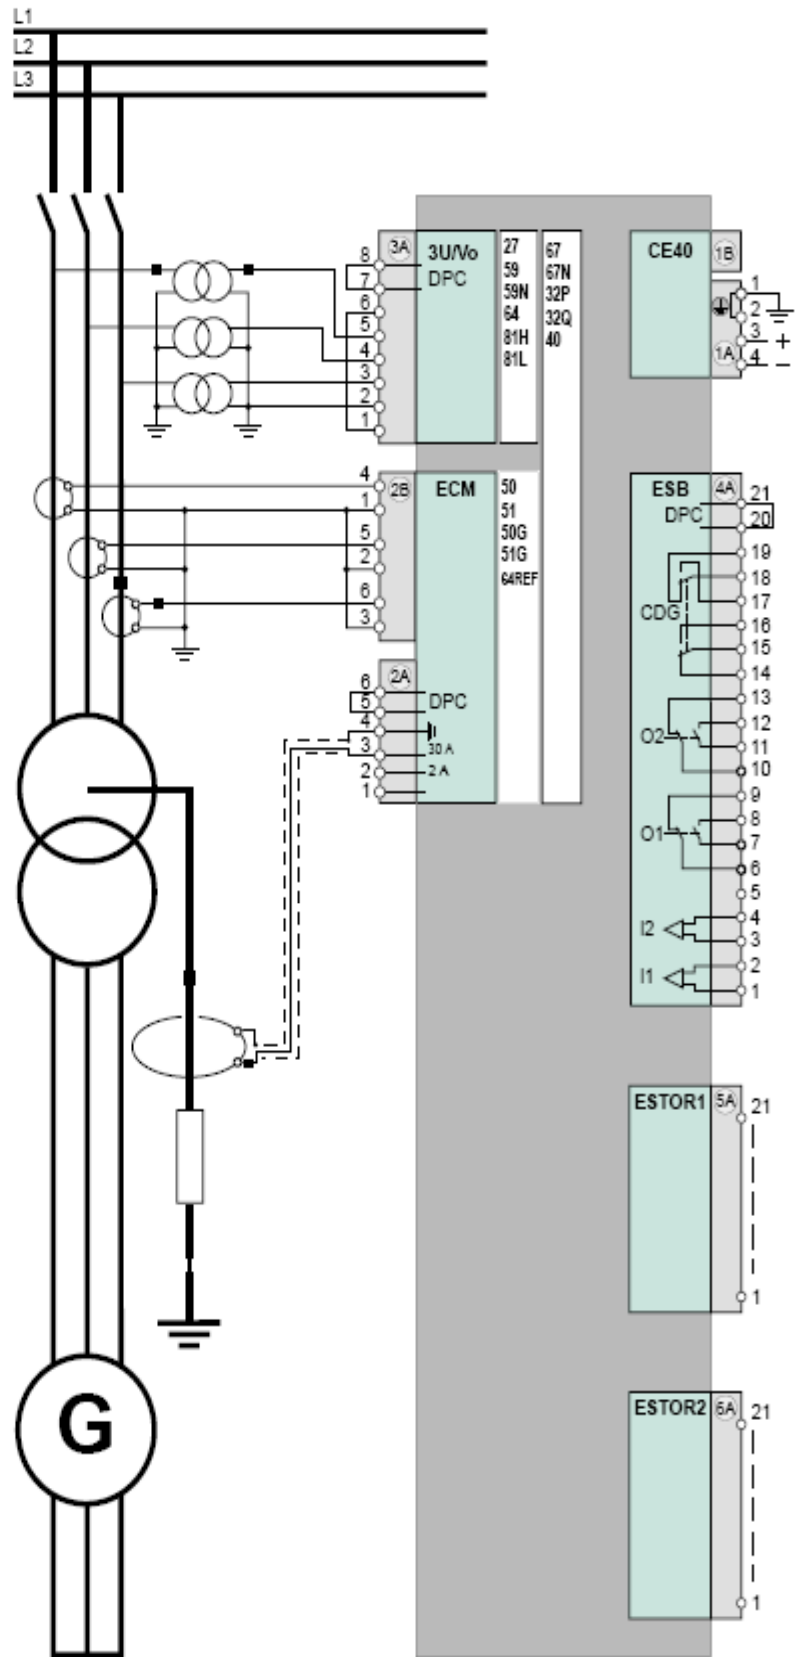 L1
L2
L3
3A
3U/Vo
DPC
8
7
6
5
4
3
2
1
27
59
59N
64
81H
81L
67
67N
32P
32Q
40
CE40
1B
1
2
3 +
4 -
1A
2B
ECM
4
1
5
2
6
3
50
51
50G
51G
64REF
2A
DPC
6
5
4
3
2
1
30 A
2 A
ESB
4A
DPC
21
20
19
18
17
16
15
14
13
12
11
10
9
8
7
6
5
4
3
2
1
CDG
O2
O1
I2
I1
ESTOR1
5A
21
1
ESTOR2
6A
21
1
G